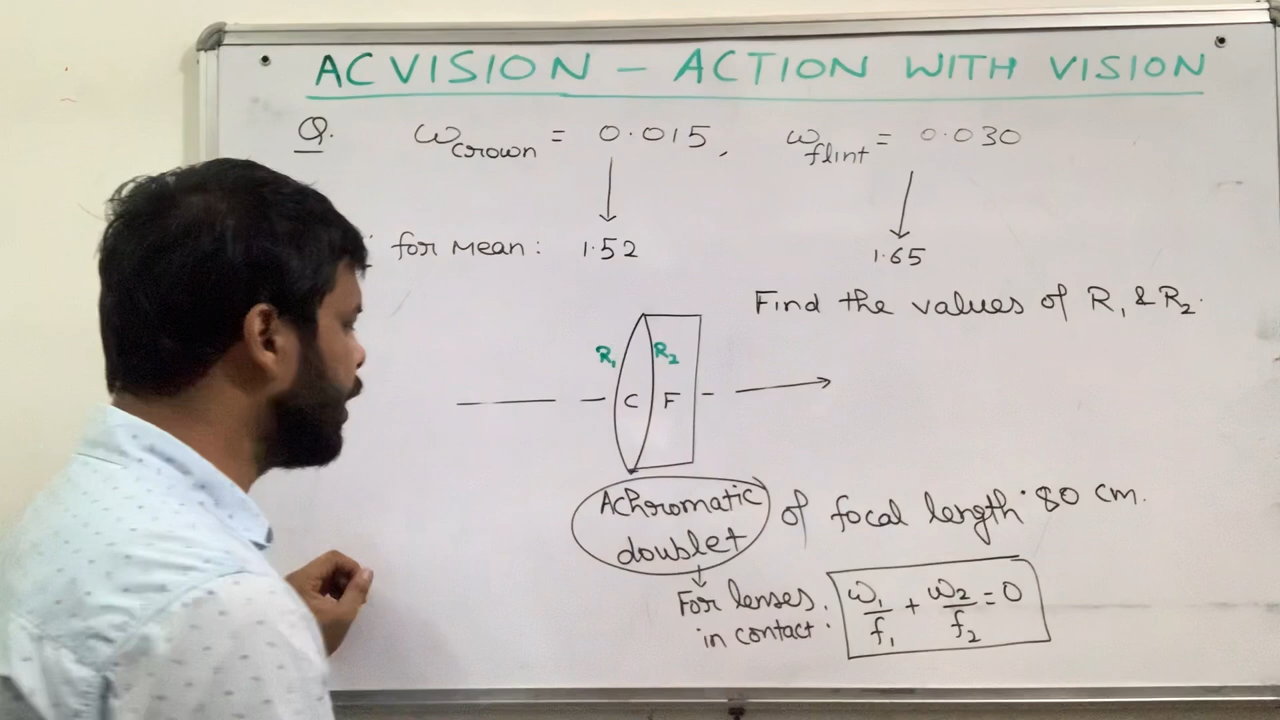 ACVISION - ACTION WITH VISION
Q. ω_crown = 0.015, ω_flint = 0.030
for mean: 1.52 1.65
Find the values of R₁ & R₂.
R₁ R₂
C F
Achromatic doublet of focal length 80 cm.
For lenses in contact: ω₁/f₁ + ω₂/f₂ = 0